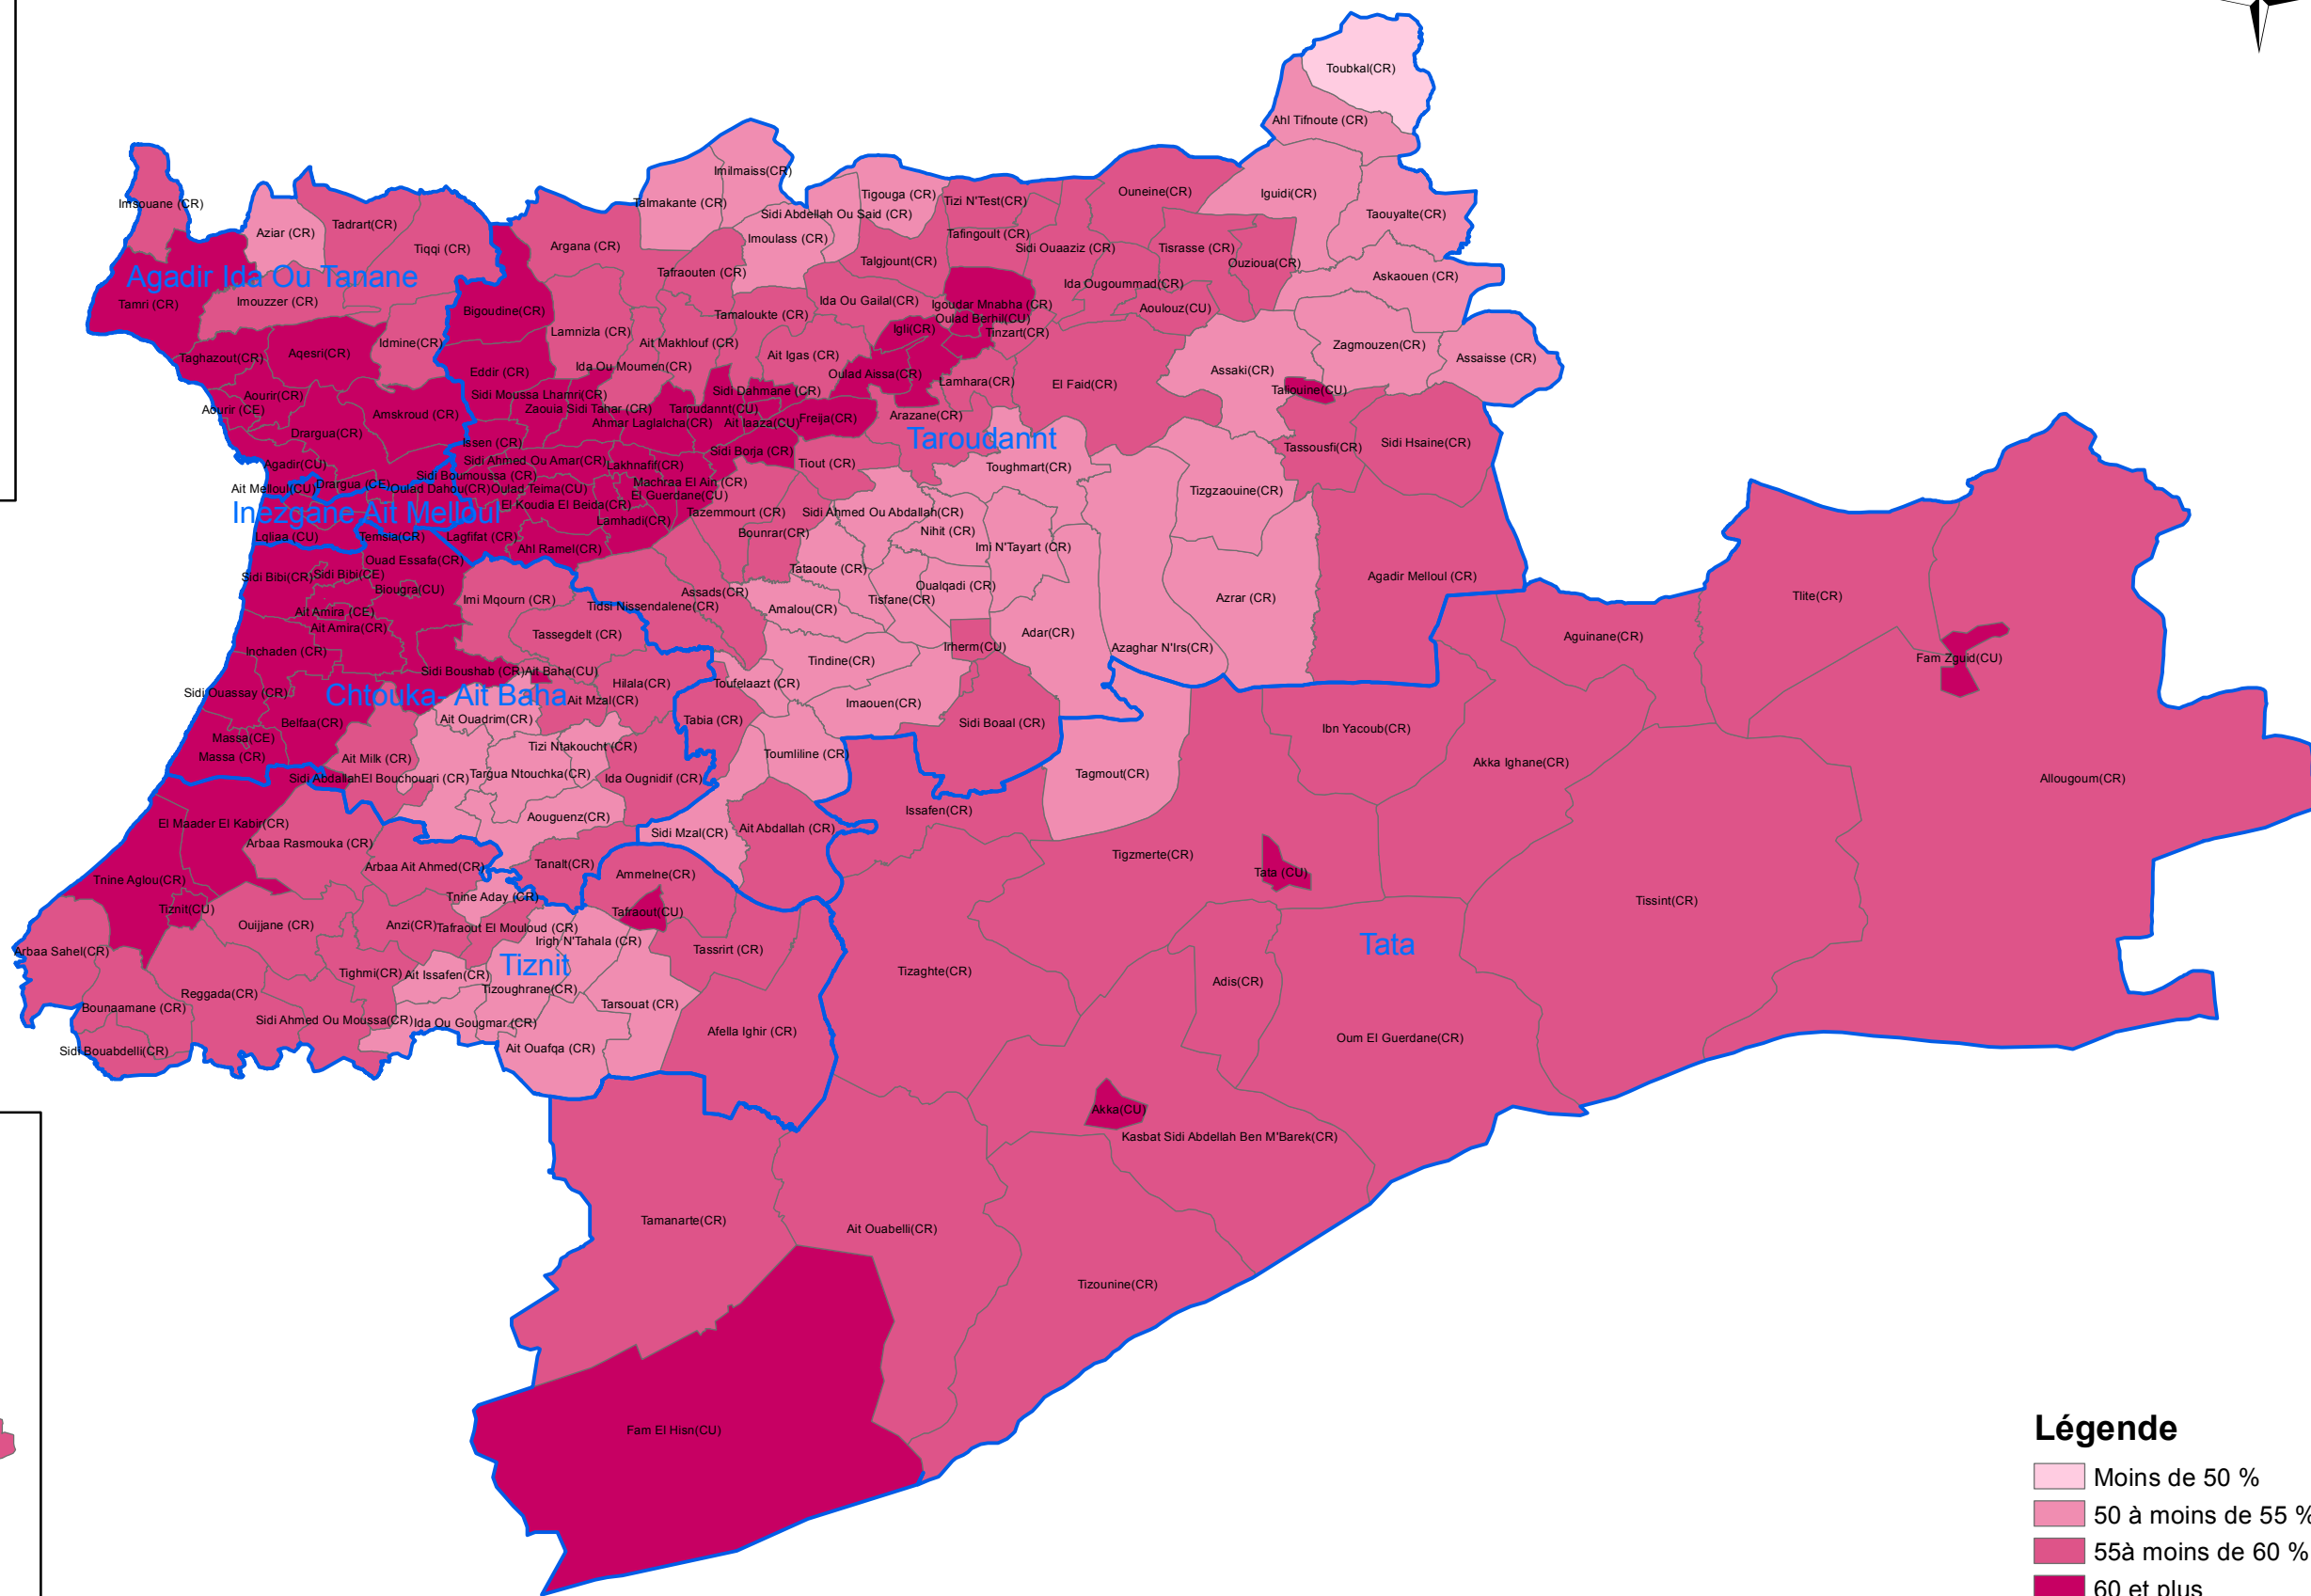 Toubkal(CR)
Ahl Tifnoute (CR)
Imilmaiss(CR)
Imsouane (CR)
Talmakante (CR)
Tigouga (CR)
Tizi N'Test(CR)
Ouneine(CR)
Iguidi(CR)
Aziar (CR)
Tadrart(CR)
Sidi Abdellah Ou Said (CR)
Taouyalte(CR)
Tiqqi (CR)
Argana (CR)
Imoulass (CR)
Tafingoult (CR)
Sidi Ouaaziz (CR)
Tisrasse (CR)
Ouzioua(CR)
Agadir Ida Ou Tanane
Tafraouten (CR)
Talgjount(CR)
Askaouen (CR)
Tamri (CR)
Imouzzer (CR)
Bigoudine(CR)
Ida Ou Gailal(CR)
Igoudar Mnabha (CR)
Ida Ougoummad(CR)
Aoulouz(CU)
Tamaloukte (CR)
Oulad Berhil(CU)
Lamnizla (CR)
Igli(CR)
Tinzart(CR)
Idmine(CR)
Ait Makhlouf (CR)
Zagmouzen(CR)
Taghazout(CR)
Aqesri(CR)
Ait Igas (CR)
Assaisse (CR)
Eddir (CR)
Ida Ou Moumen(CR)
Oulad Aissa(CR)
Lamhara(CR)
El Faid(CR)
Assaki(CR)
Aourir(CR)
Sidi Moussa Lhamri(CR)
Sidi Dahmane (CR)
Taliouine(CU)
Aourir (CE)
Amskroud (CR)
Zaouia Sidi Tahar (CR)
Taroudannt(CU)
Ahmar Laglalcha(CR)
Ait Iaaza(CU)
Freija(CR)
Arazane(CR)
Drargua(CR)
Issen (CR)
Taroudannt
Tassousfi(CR)
Sidi Hsaine(CR)
Agadir(CU)
Sidi Ahmed Ou Amar(CR)
Lakhnafif(CR)
Sidi Borja (CR)
Tiout (CR)
Toughmart(CR)
Sidi Boumoussa (CR)
Ait Melloul(CU)
Drargua (CE)
Oulad Dahou(CR)
Oulad Teima(CU)
Machraa El Ain (CR)
El Guerdane(CU)
Tizgzaouine(CR)
Inezgane Ait Melloul
El Koudia El Beida(CR)
Lamhadi(CR)
Tazemmourt (CR)
Sidi Ahmed Ou Abdallah(CR)
Lqliaa (CU)
Temsia(CR)
Lagfifat (CR)
Ahl Ramel(CR)
Bounrar(CR)
Nihit (CR)
Imi N'Tayart (CR)
Ouad Essafa(CR)
Sidi Bibi(CR)
Sidi Bibi(CE)
Biougra(CU)
Tataoute (CR)
Agadir Melloul (CR)
Imi Mqourn (CR)
Assads(CR)
Oualqadi (CR)
Tisfane(CR)
Azrar (CR)
Tlite(CR)
Ait Amira (CE)
Tidsi Nissendalene(CR)
Amalou(CR)
Ait Amira(CR)
Tassegdelt (CR)
Adar(CR)
Aguinane(CR)
Inchaden (CR)
Irherm(CU)
Azaghar N'Irs(CR)
Fam Zguid(CU)
Sidi Boushab (CR)
Ait Baha(CU)
Tindine(CR)
Sidi Ouassay (CR)
Chtouka- Ait Baha
Hilala(CR)
Toufelaazt (CR)
Ait Mzal(CR)
Imaouen(CR)
Belfaa(CR)
Ait Ouadrim(CR)
Tabia (CR)
Sidi Boaal (CR)
Ibn Yacoub(CR)
Massa(CE)
Massa (CR)
Tizi Ntakoucht (CR)
Ait Milk (CR)
Toumliline (CR)
Akka Ighane(CR)
Sidi Abdallah
El Bouchouari (CR)
Targua Ntouchka(CR)
Ida Ougnidif (CR)
Tagmout(CR)
Allougoum(CR)
Issafen(CR)
Aouguenz(CR)
El Maader El Kabir(CR)
Arbaa Rasmouka (CR)
Sidi Mzal(CR)
Ait Abdallah (CR)
Tigzmerte(CR)
Arbaa Ait Ahmed(CR)
Tanalt(CR)
Ammelne(CR)
Tata (CU)
Tnine Aglou(CR)
Tnine Aday (CR)
Tiznit(CU)
Tafraout(CU)
Tissint(CR)
Ouijjane (CR)
Anzi(CR)
Tafraout El Mouloud (CR)
Irigh N'Tahala (CR)
Arbaa Sahel(CR)
Tassrirt (CR)
Tata
Tiznit
Tighmi(CR)
Ait Issafen(CR)
Tizaghte(CR)
Adis(CR)
Reggada(CR)
Tizoughrane(CR)
Tarsouat (CR)
Bounaamane (CR)
Sidi Ahmed Ou Moussa(CR)
Ida Ou Gougmar (CR)
Afella Ighir (CR)
Oum El Guerdane(CR)
Sidi Bouabdelli(CR)
Ait Ouafqa (CR)
Akka(CU)
Kasbat Sidi Abdellah Ben M'Barek(CR)
Tamanarte(CR)
Ait Ouabelli(CR)
Tizounine(CR)
Fam El Hisn(CU)
Légende
Moins de 50 %
50 à moins de 55 %
55à moins de 60 %
60 et plus